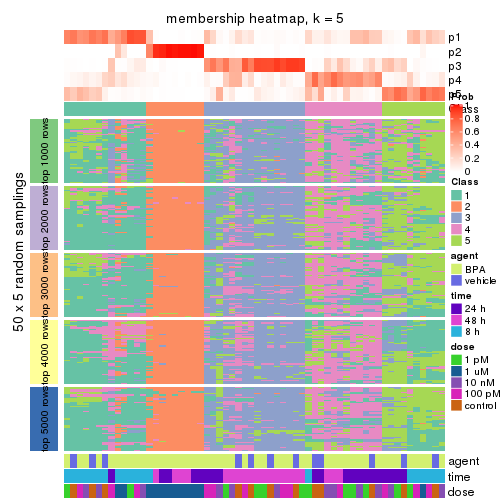 membership heatmap, k = 5
p1
p2
p3
p4
p5
Prob
1
0.8
0.6
0.4
0.2
0
Class
Class
1
2
3
4
5
agent
BPA
vehicle
time
24 h
48 h
8 h
dose
1 pM
1 uM
10 nM
100 pM
control
50 x 5 random samplings
top 1000 rows
top 2000 rows
top 3000 rows
top 4000 rows
top 5000 rows
agent
time
dose